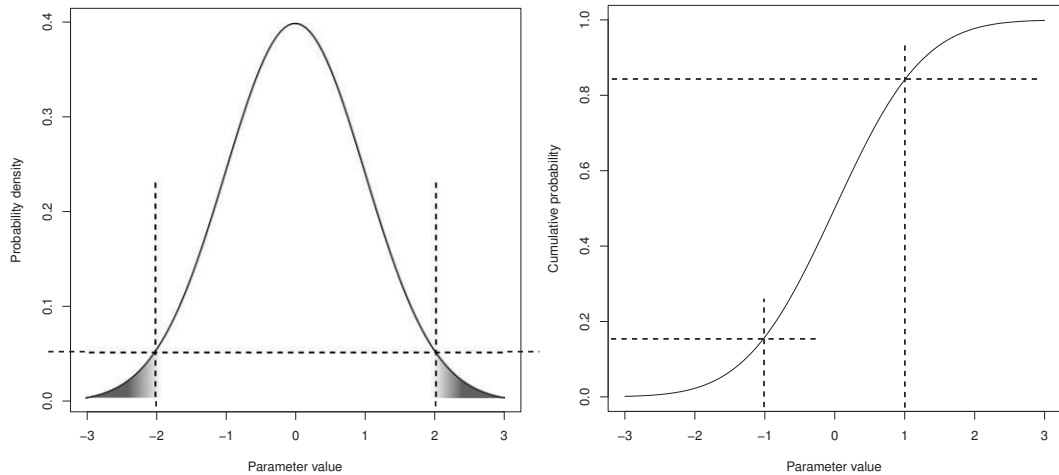 0.4
0.3
0.2
0.1
0.0
Probability density
−3 −2 −1 0 1 2 3
Parameter value
1.0
0.8
0.6
0.4
0.2
0.0
Cumulative probability
−3 −2 −1 0 1 2 3
Parameter value